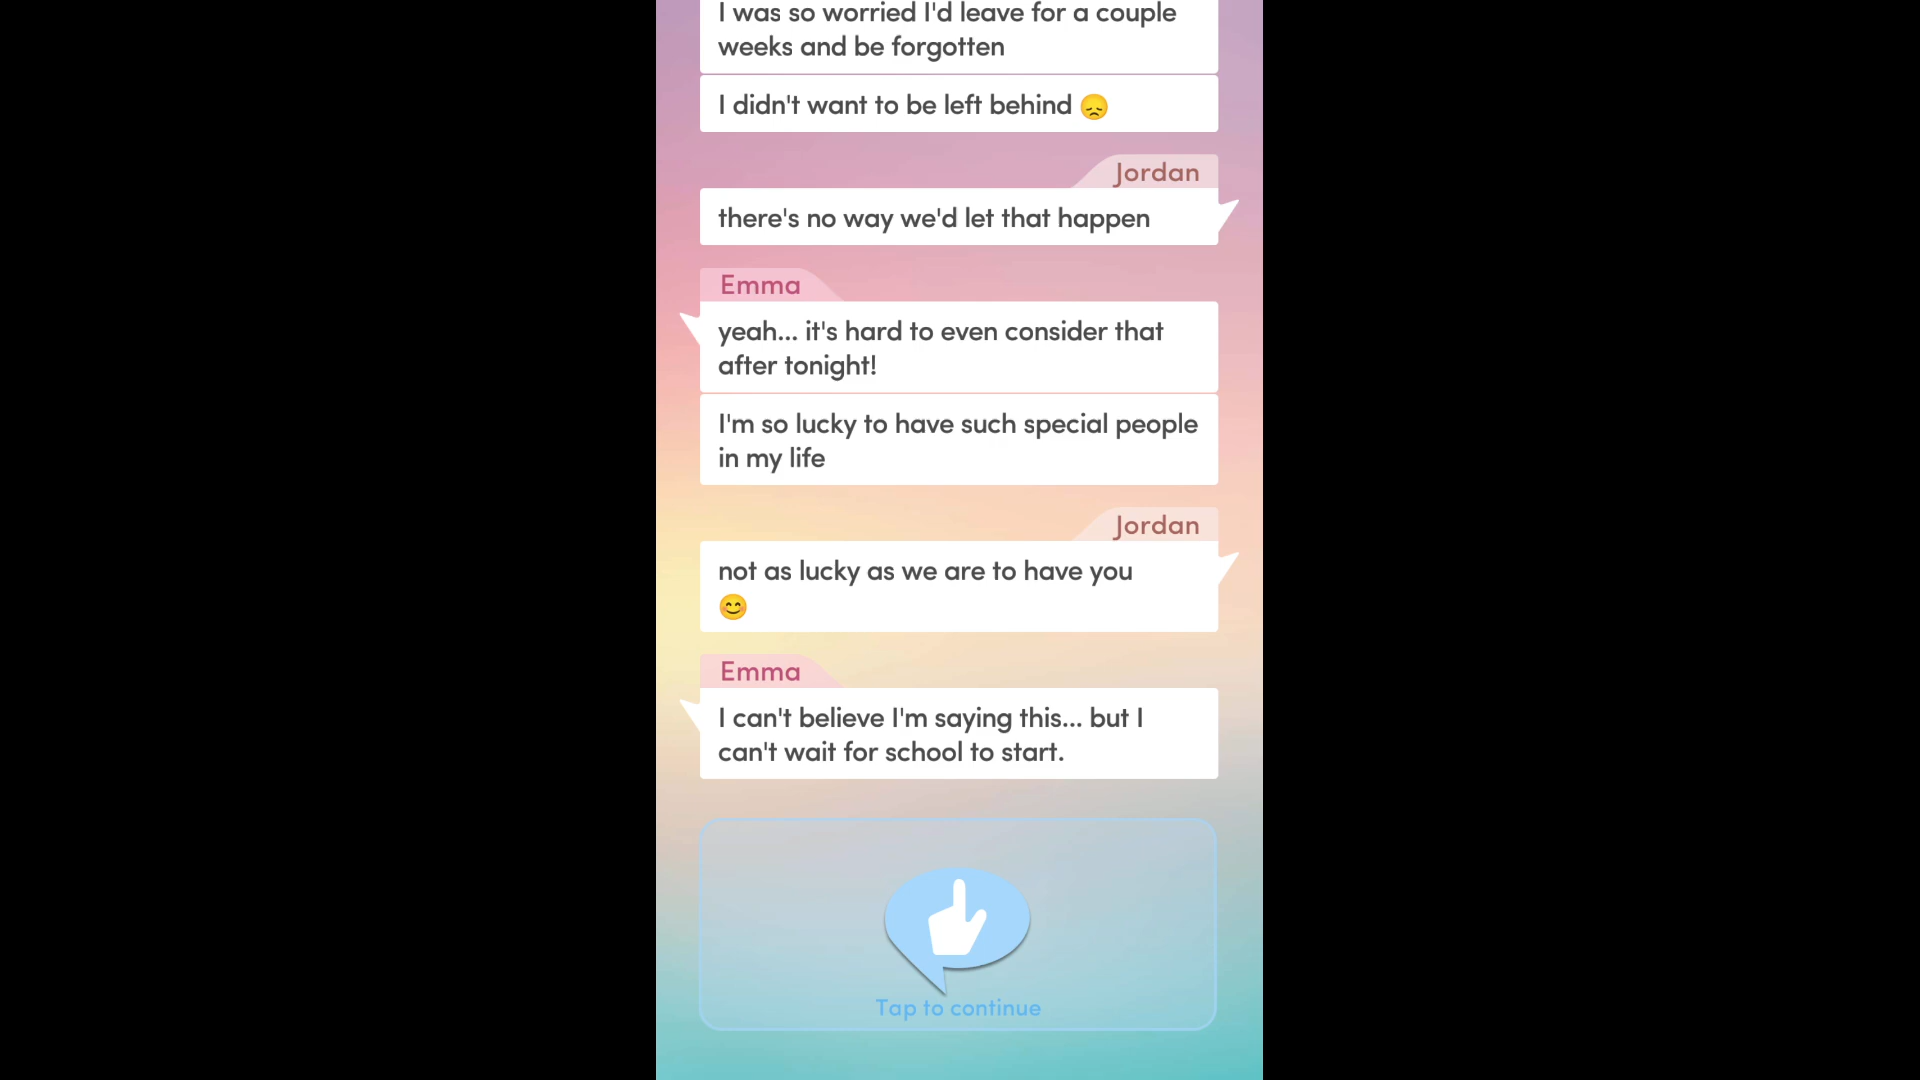 I was so worried I'd leave for a couple
weeks and be forgotten
I didn't want to be left behind 😞
Jordan
there's no way we'd let that happen
Emma
yeah... it's hard to even consider that
after tonight!
I'm so lucky to have such special people
in my life
Jordan
not as lucky as we are to have you
😊
Emma
I can't believe I'm saying this... but I
can't wait for school to start.
Tap to continue